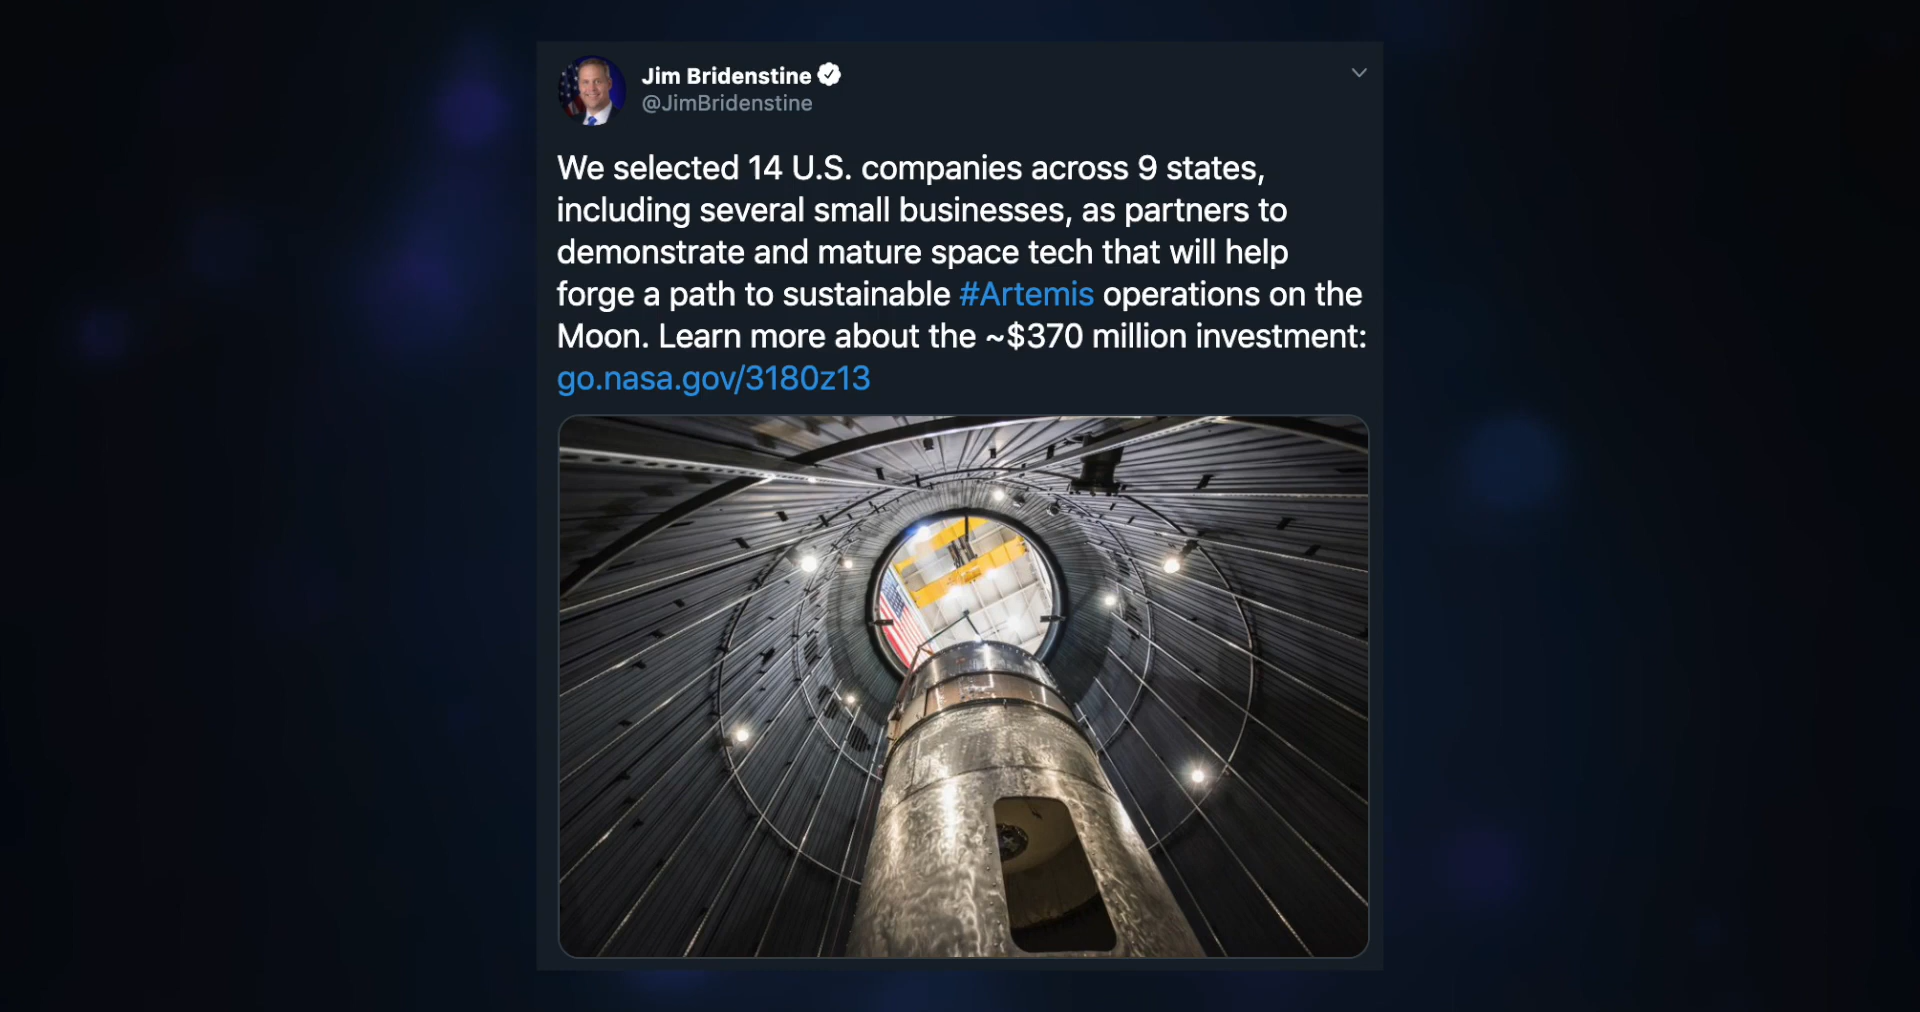 Jim Bridenstine
@JimBridenstine
We selected 14 U.S. companies across 9 states,
including several small businesses, as partners to
demonstrate and mature space tech that will help
forge a path to sustainable #Artemis operations on the
Moon. Learn more about the ~$370 million investment:
go.nasa.gov/3180z13